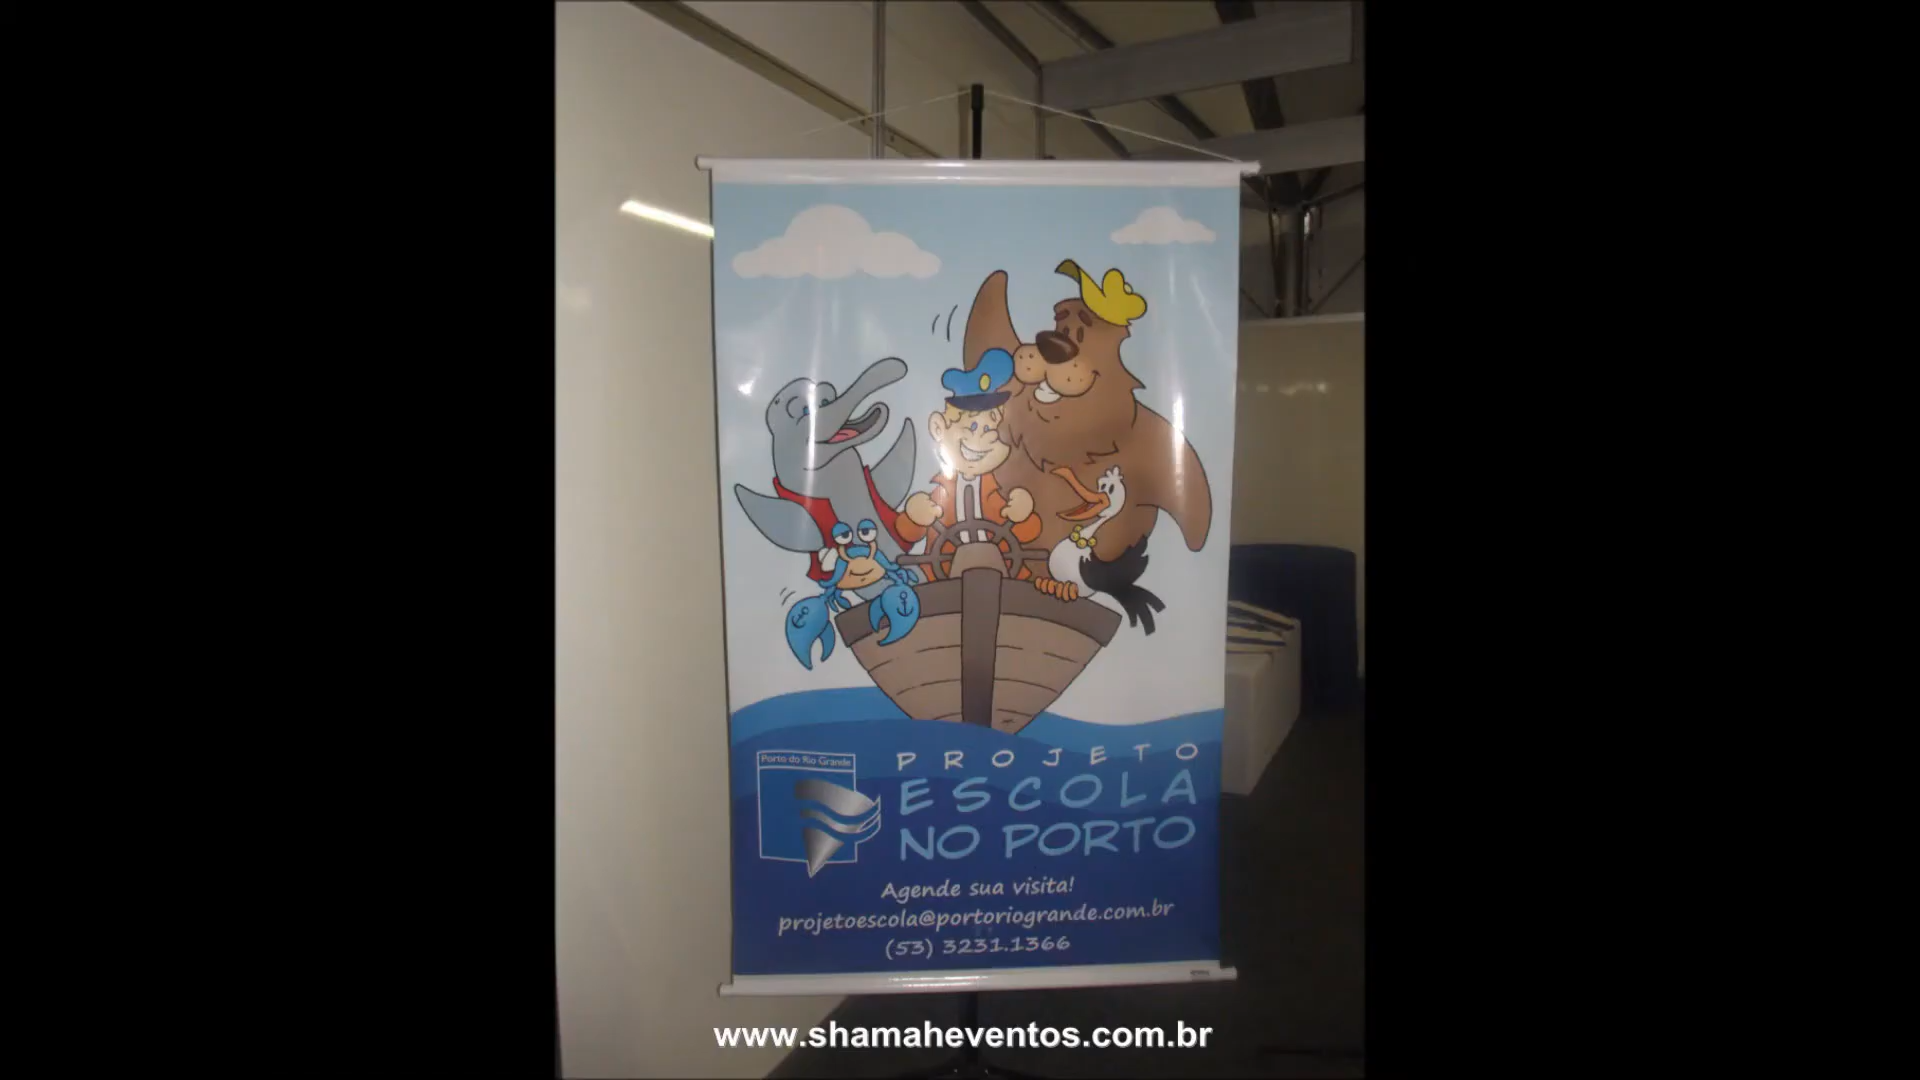 Porto do Rio Grande
PROJETO
ESCOLA
NO PORTO
Agende sua visita!
projetoescola@portoriogrande.com.br
(53) 3231.1366
www.shamaheventos.com.br